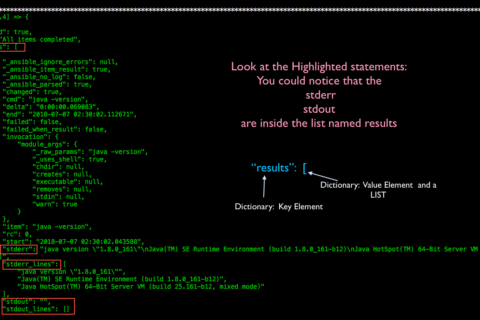 ****************************************************************
.4] => {
d": true,
"All items completed",
s": [
"_ansible_ignore_errors": null,
"_ansible_item_result": true,
"_ansible_no_log": false,
"_ansible_parsed": true,
"changed": true,
"cmd": "java -version",
"delta": "0:00:00.069063",
"end": "2018-07-07 02:30:02.112671",
"failed": false,
"failed_when_result": false,
"invocation": {
"module_args": {
"_raw_params": "java -version",
"_uses_shell": true,
"chdir": null,
"creates": null,
"executable": null,
"removes": null,
"stdin": null,
"warn": true
}
},
"item": "java -version",
"rc": 0,
"start": "2018-07-07 02:30:02.043508",
"stderr": "java version \"1.8.0_161\"\nJava(TM) SE Runtime Environment (build 1.8.0_161-b12)\nJava HotSpot(TM) 64-Bit Server VM
"stderr_lines": [
"java version \"1.8.0_161\"",
"Java(TM) SE Runtime Environment (build 1.8.0_161-b12)",
"Java HotSpot(TM) 64-Bit Server VM (build 25.161-b12, mixed mode)"
],
"stdout": "",
"stdout_lines": []
},
Look at the Highlighted statements:
You could notice that the
stderr
stdout
are inside the list named results
"results": [
Dictionary: Value Element and a
LIST
Dictionary: Key Element